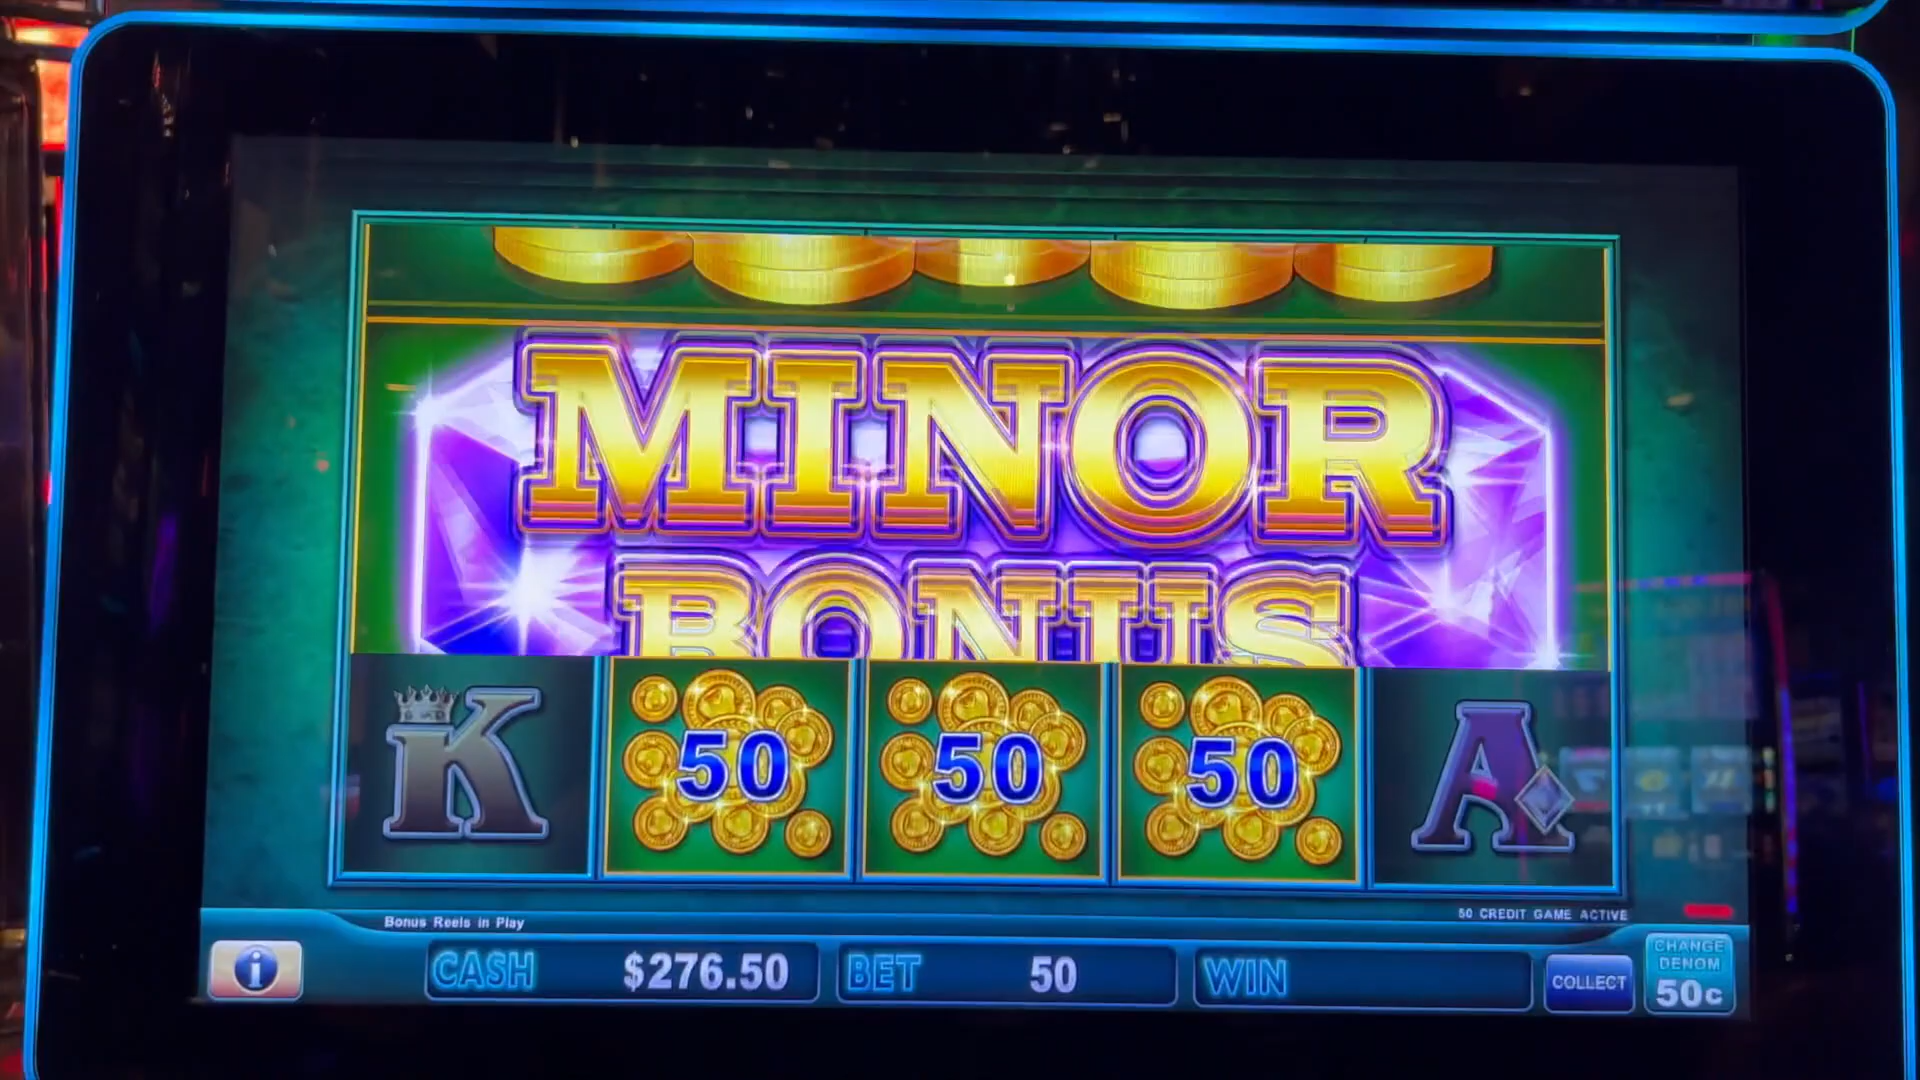 MINOR
BONUS
K 50 50 50 A
Bonus Reels in Play
50 CREDIT GAME ACTIVE
i CASH $276.50 BET 50 WIN COLLECT
CHANGE
DENOM
50c